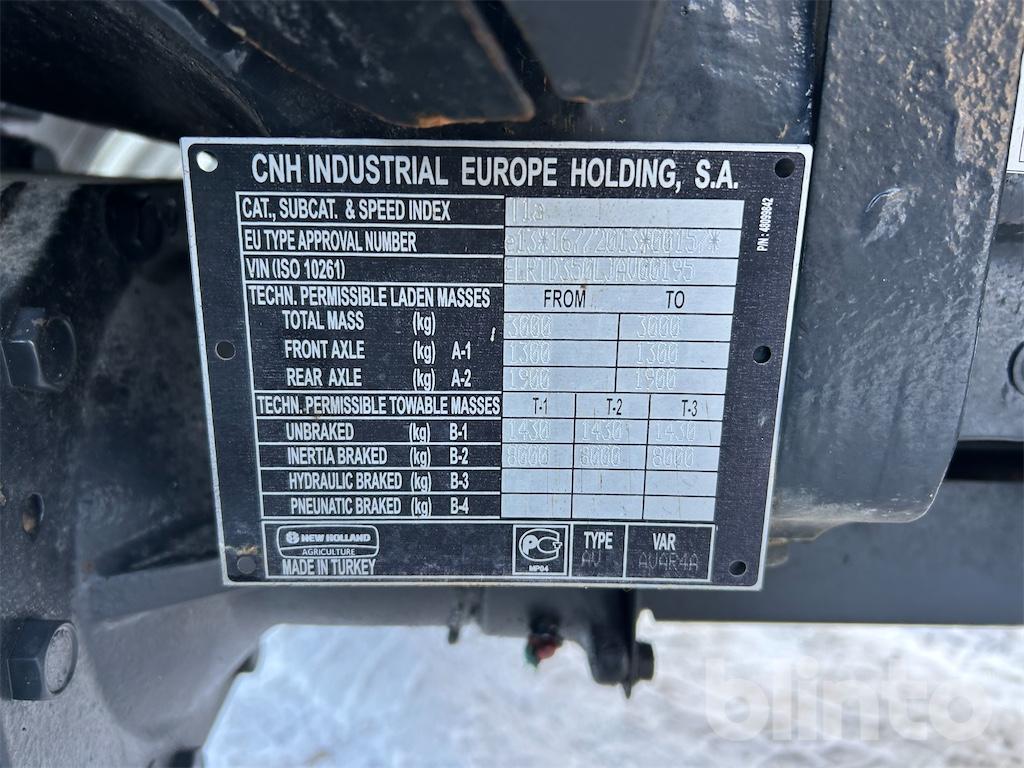 CNH INDUSTRIAL EUROPE HOLDING, S.A.
P/N : 48099842
CAT., SUBCAT. & SPEED INDEX T1a
EU TYPE APPROVAL NUMBER
VIN (ISO 10261)
TECHN. PERMISSIBLE LADEN MASSES FROM TO
TOTAL MASS (kg) 3000 3000
FRONT AXLE (kg) A-1 1300 1300
REAR AXLE (kg) A-2 1900 1900
TECHN. PERMISSIBLE TOWABLE MASSES T-1 T-2 T-3
UNBRAKED (kg) B-1 1430 1430 1430
INERTIA BRAKED (kg) B-2 8000 8000 8000
HYDRAULIC BRAKED (kg) B-3
PNEUMATIC BRAKED (kg) B-4
NEW HOLLAND
AGRICULTURE
MADE IN TURKEY
MP04
TYPE VAR
AV AVAR4A
blinto